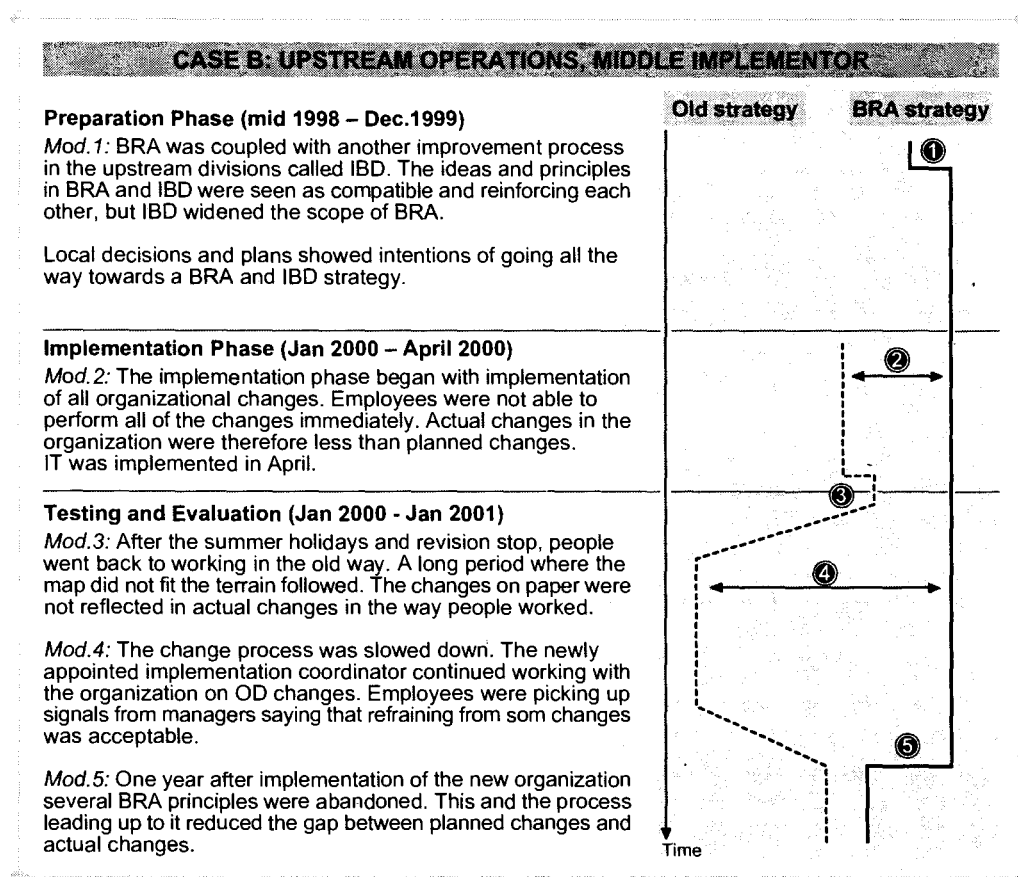 CASE B: UPSTREAM OPERATIONS, MIDDLE IMPLEMENTOR
Old strategy
BRA strategy
Preparation Phase (mid 1998 – Dec.1999)
Mod.1: BRA was coupled with another improvement process
in the upstream divisions called IBD. The ideas and principles
in BRA and IBD were seen as compatible and reinforcing each
other, but IBD widened the scope of BRA.
Local decisions and plans showed intentions of going all the
way towards a BRA and IBD strategy.
1
Implementation Phase (Jan 2000 – April 2000)
Mod.2: The implementation phase began with implementation
of all organizational changes. Employees were not able to
perform all of the changes immediately. Actual changes in the
organization were therefore less than planned changes.
IT was implemented in April.
2
3
Testing and Evaluation (Jan 2000 - Jan 2001)
Mod.3: After the summer holidays and revision stop, people
went back to working in the old way. A long period where the
map did not fit the terrain followed. The changes on paper were
not reflected in actual changes in the way people worked.
4
Mod.4: The change process was slowed down. The newly
appointed implementation coordinator continued working with
the organization on OD changes. Employees were picking up
signals from managers saying that refraining from som changes
was acceptable.
5
Mod.5: One year after implementation of the new organization
several BRA principles were abandoned. This and the process
leading up to it reduced the gap between planned changes and
actual changes.
Time